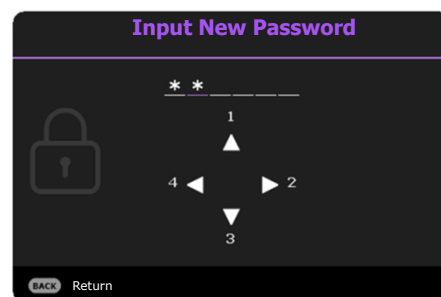 Input New Password
* * _ _ _ _
1
4 ◀ ▶ 2
3
BACK Return